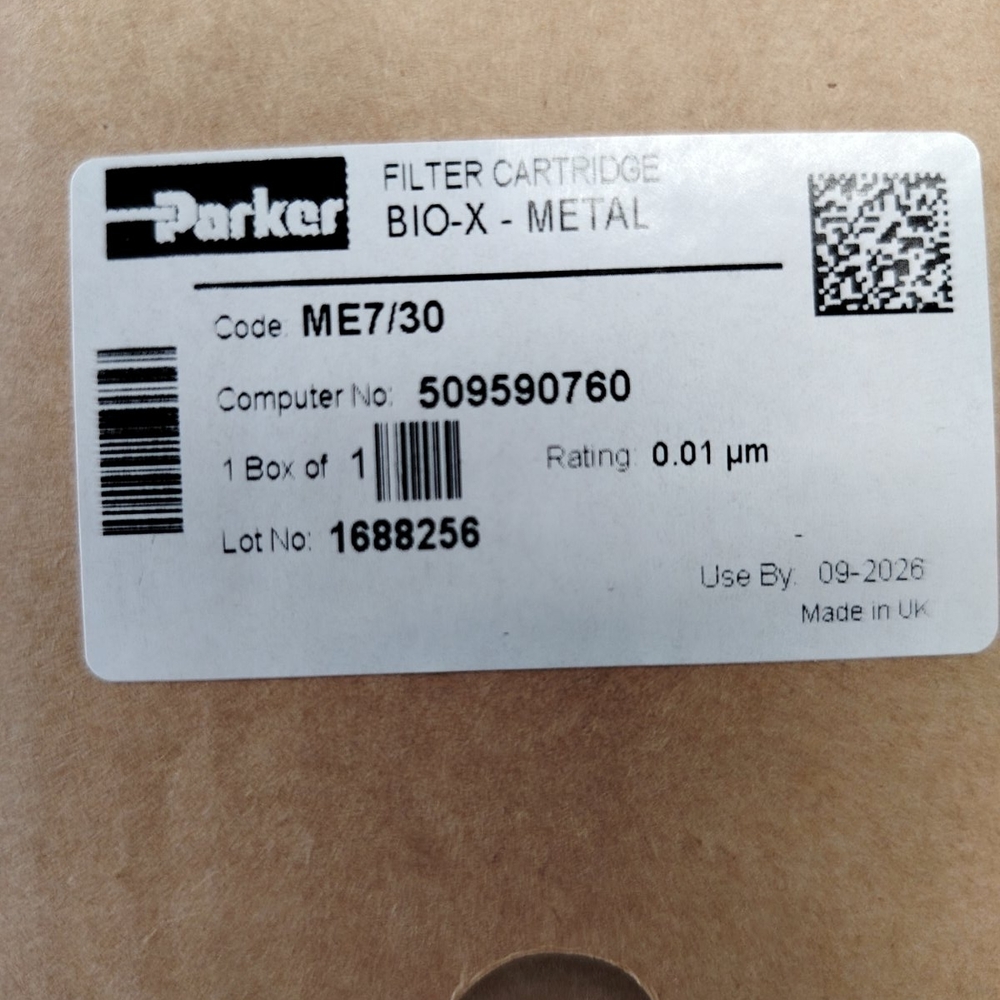 Parker
FILTER CARTRIDGE
BIO-X - METAL
Code: ME7/30
Computer No: 509590760
1 Box of 1
Rating: 0.01 µm
Lot No: 1688256
Use By: 09-2026
Made in UK